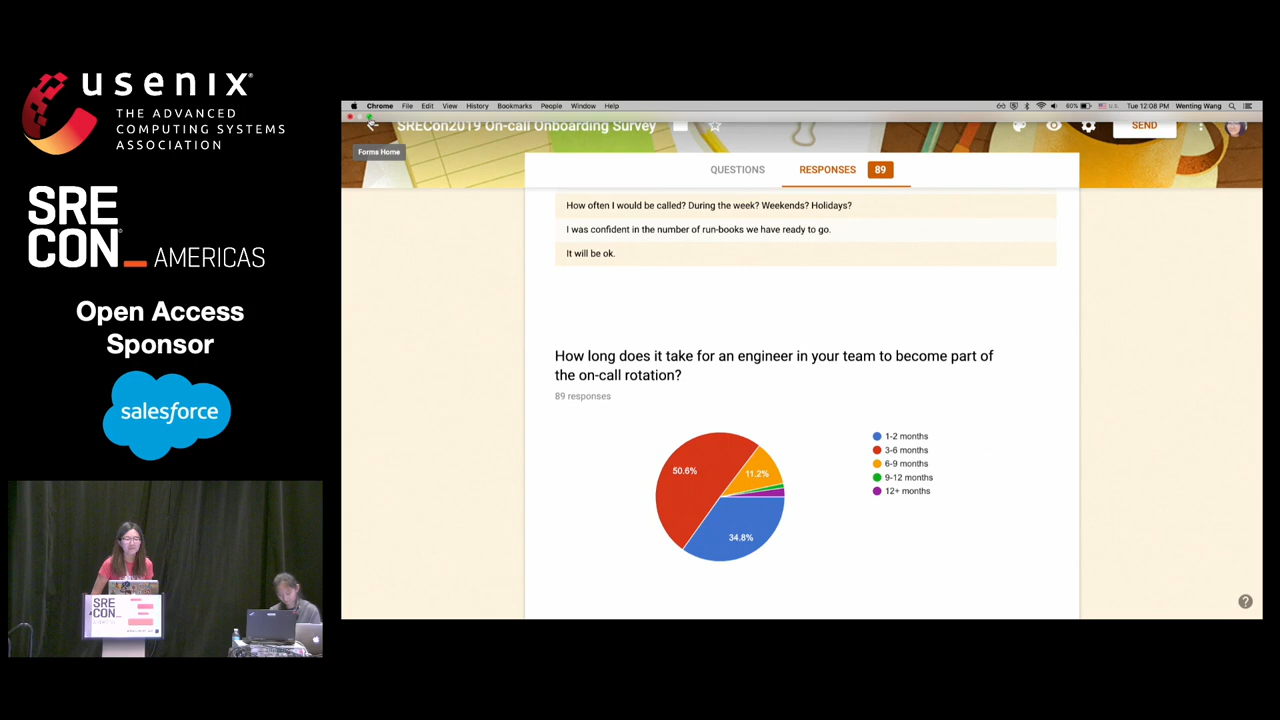 usenix
THE ADVANCED
COMPUTING SYSTEMS
ASSOCIATION
SRE
CON_AMERICAS
Open Access
Sponsor
salesforce
SRE
CON_
Chrome File Edit View History Bookmarks People Window Help
60% U.S. Tue 12:08 PM Wenting Wang
SRECon2019 On-call Onboarding Survey
SEND
Forms Home
QUESTIONS RESPONSES 89
How often I would be called? During the week? Weekends? Holidays?
I was confident in the number of run-books we have ready to go.
It will be ok.
How long does it take for an engineer in your team to become part of
the on-call rotation?
89 responses
50.6%
11.2%
34.8%
1-2 months
3-6 months
6-9 months
9-12 months
12+ months
?